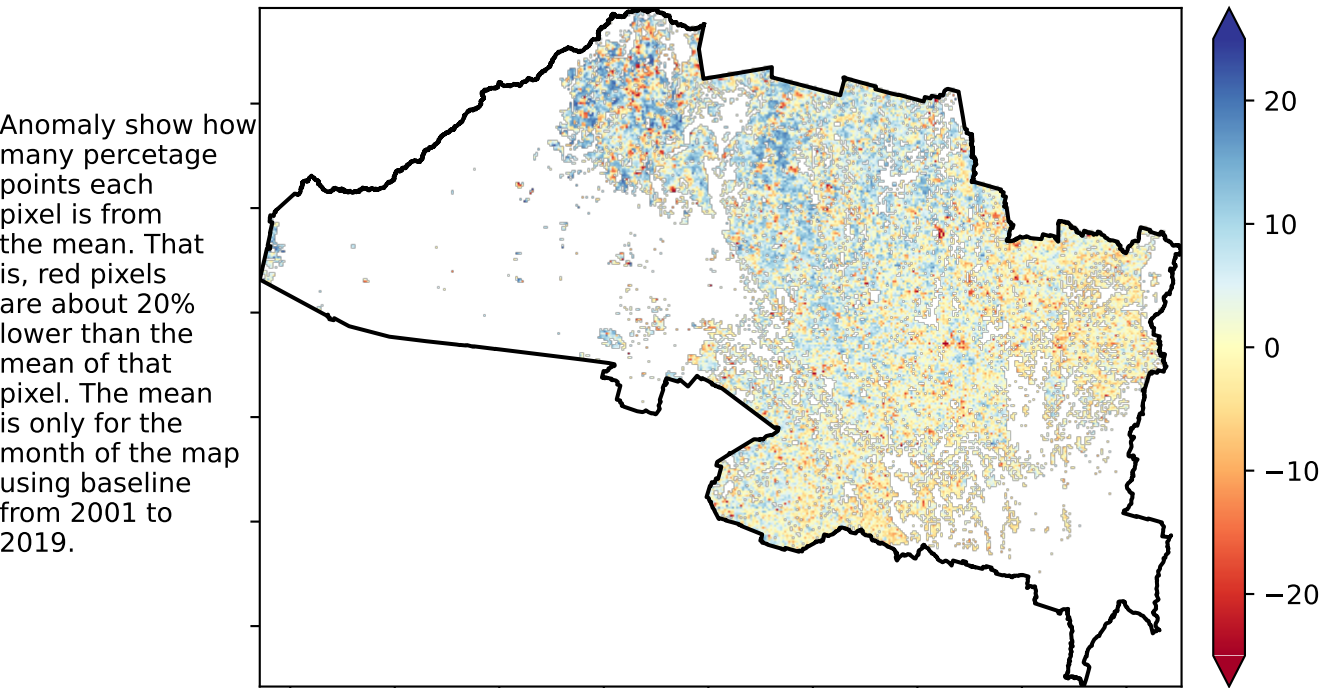 Anomaly show how
many percetage
points each
pixel is from
the mean. That
is, red pixels
are about 20%
lower than the
mean of that
pixel. The mean
is only for the
month of the map
using baseline
from 2001 to
2019.
20
10
0
−10
−20